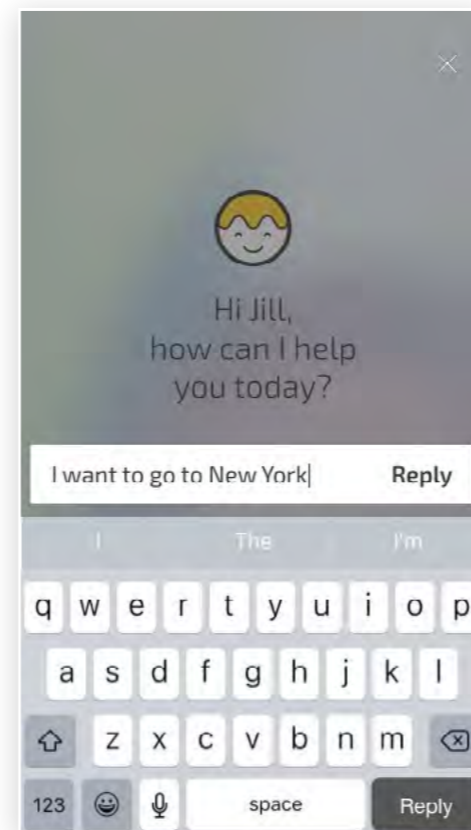 Hi Jill,
how can I help
you today?
I want to go to New York Reply
I The I'm
q w e r t y u i o p
a s d f g h j k l
z x c v b n m
123 space Reply